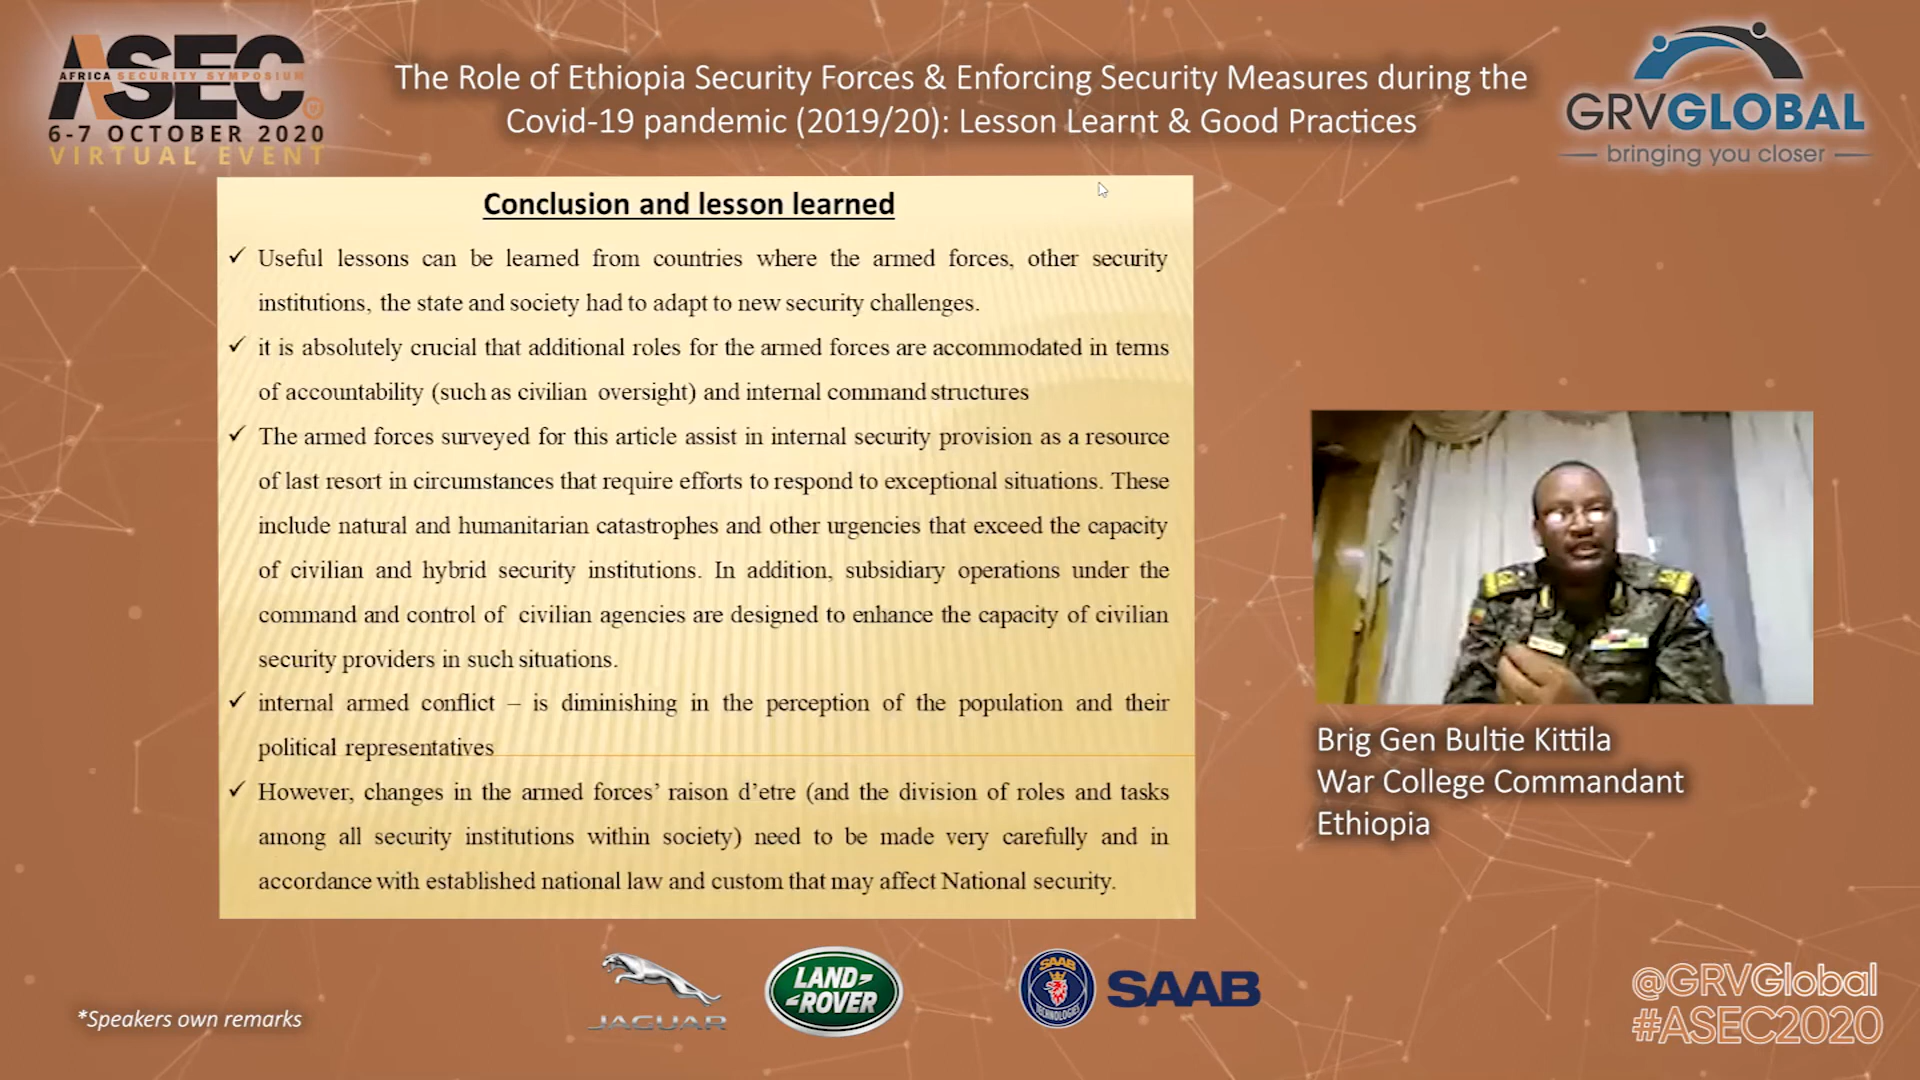 ASEC
AFRICA SECURITY SYMPOSIUM
6-7 OCTOBER 2020
VIRTUAL EVENT
The Role of Ethiopia Security Forces & Enforcing Security Measures during the
Covid-19 pandemic (2019/20): Lesson Learnt & Good Practices
GRVGLOBAL
bringing you closer
Conclusion and lesson learned
✓ Useful lessons can be learned from countries where the armed forces, other security
institutions, the state and society had to adapt to new security challenges.
✓ it is absolutely crucial that additional roles for the armed forces are accommodated in terms
of accountability (such as civilian oversight) and internal command structures
✓ The armed forces surveyed for this article assist in internal security provision as a resource
of last resort in circumstances that require efforts to respond to exceptional situations. These
include natural and humanitarian catastrophes and other urgencies that exceed the capacity
of civilian and hybrid security institutions. In addition, subsidiary operations under the
command and control of civilian agencies are designed to enhance the capacity of civilian
security providers in such situations.
✓ internal armed conflict – is diminishing in the perception of the population and their
political representatives
✓ However, changes in the armed forces' raison d'etre (and the division of roles and tasks
among all security institutions within society) need to be made very carefully and in
accordance with established national law and custom that may affect National security.
Brig Gen Bultie Kittila
War College Commandant
Ethiopia
*Speakers own remarks
JAGUAR
LAND-
-ROVER
SAAB
TECHNOLOGIES
SAAB
@GRVGlobal
#ASEC2020